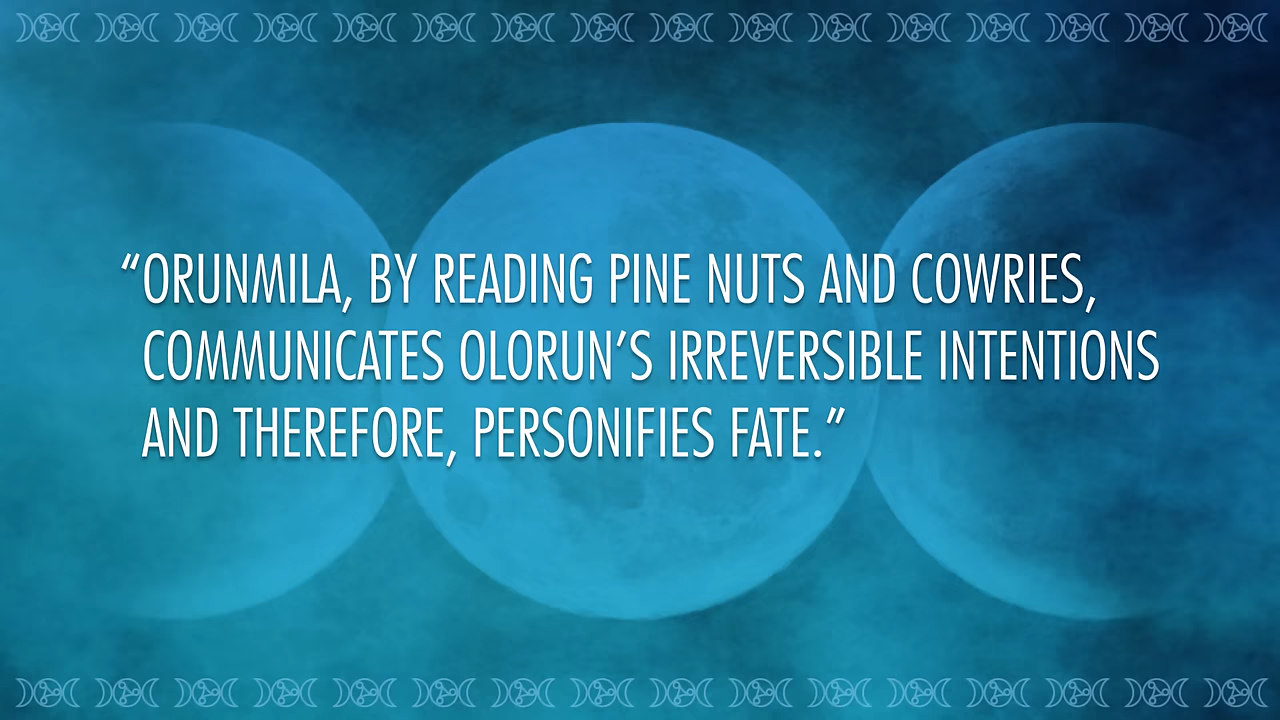 “ORUNMILA, BY READING PINE NUTS AND COWRIES,
COMMUNICATES OLORUN’S IRREVERSIBLE INTENTIONS
AND THEREFORE, PERSONIFIES FATE.”